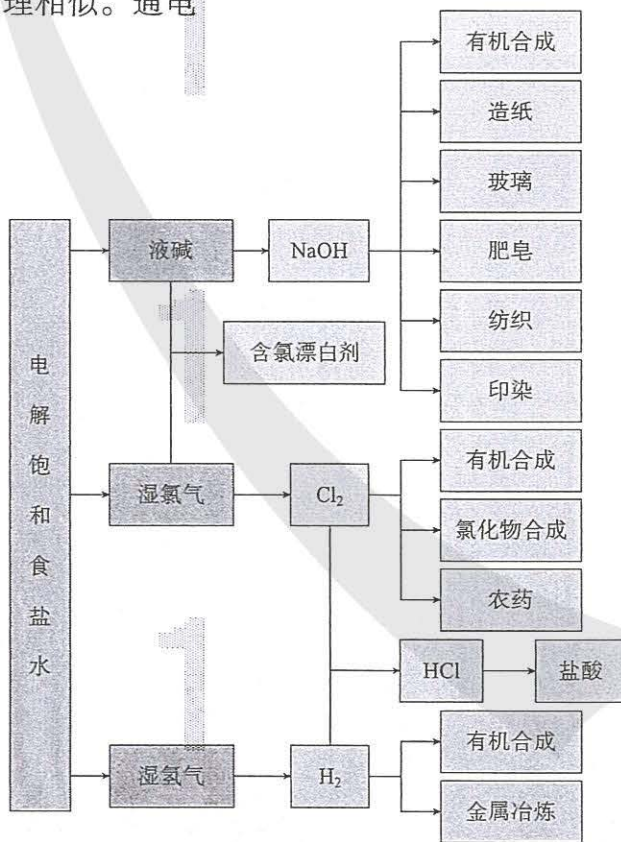 理相似。通电
有机合成
造纸
玻璃
液碱
NaOH
肥皂
纺织
含氯漂白剂
印染
电解饱和食盐水
有机合成
湿氯气
Cl₂
氯化物合成
农药
HCl
盐酸
有机合成
湿氢气
H₂
金属冶炼